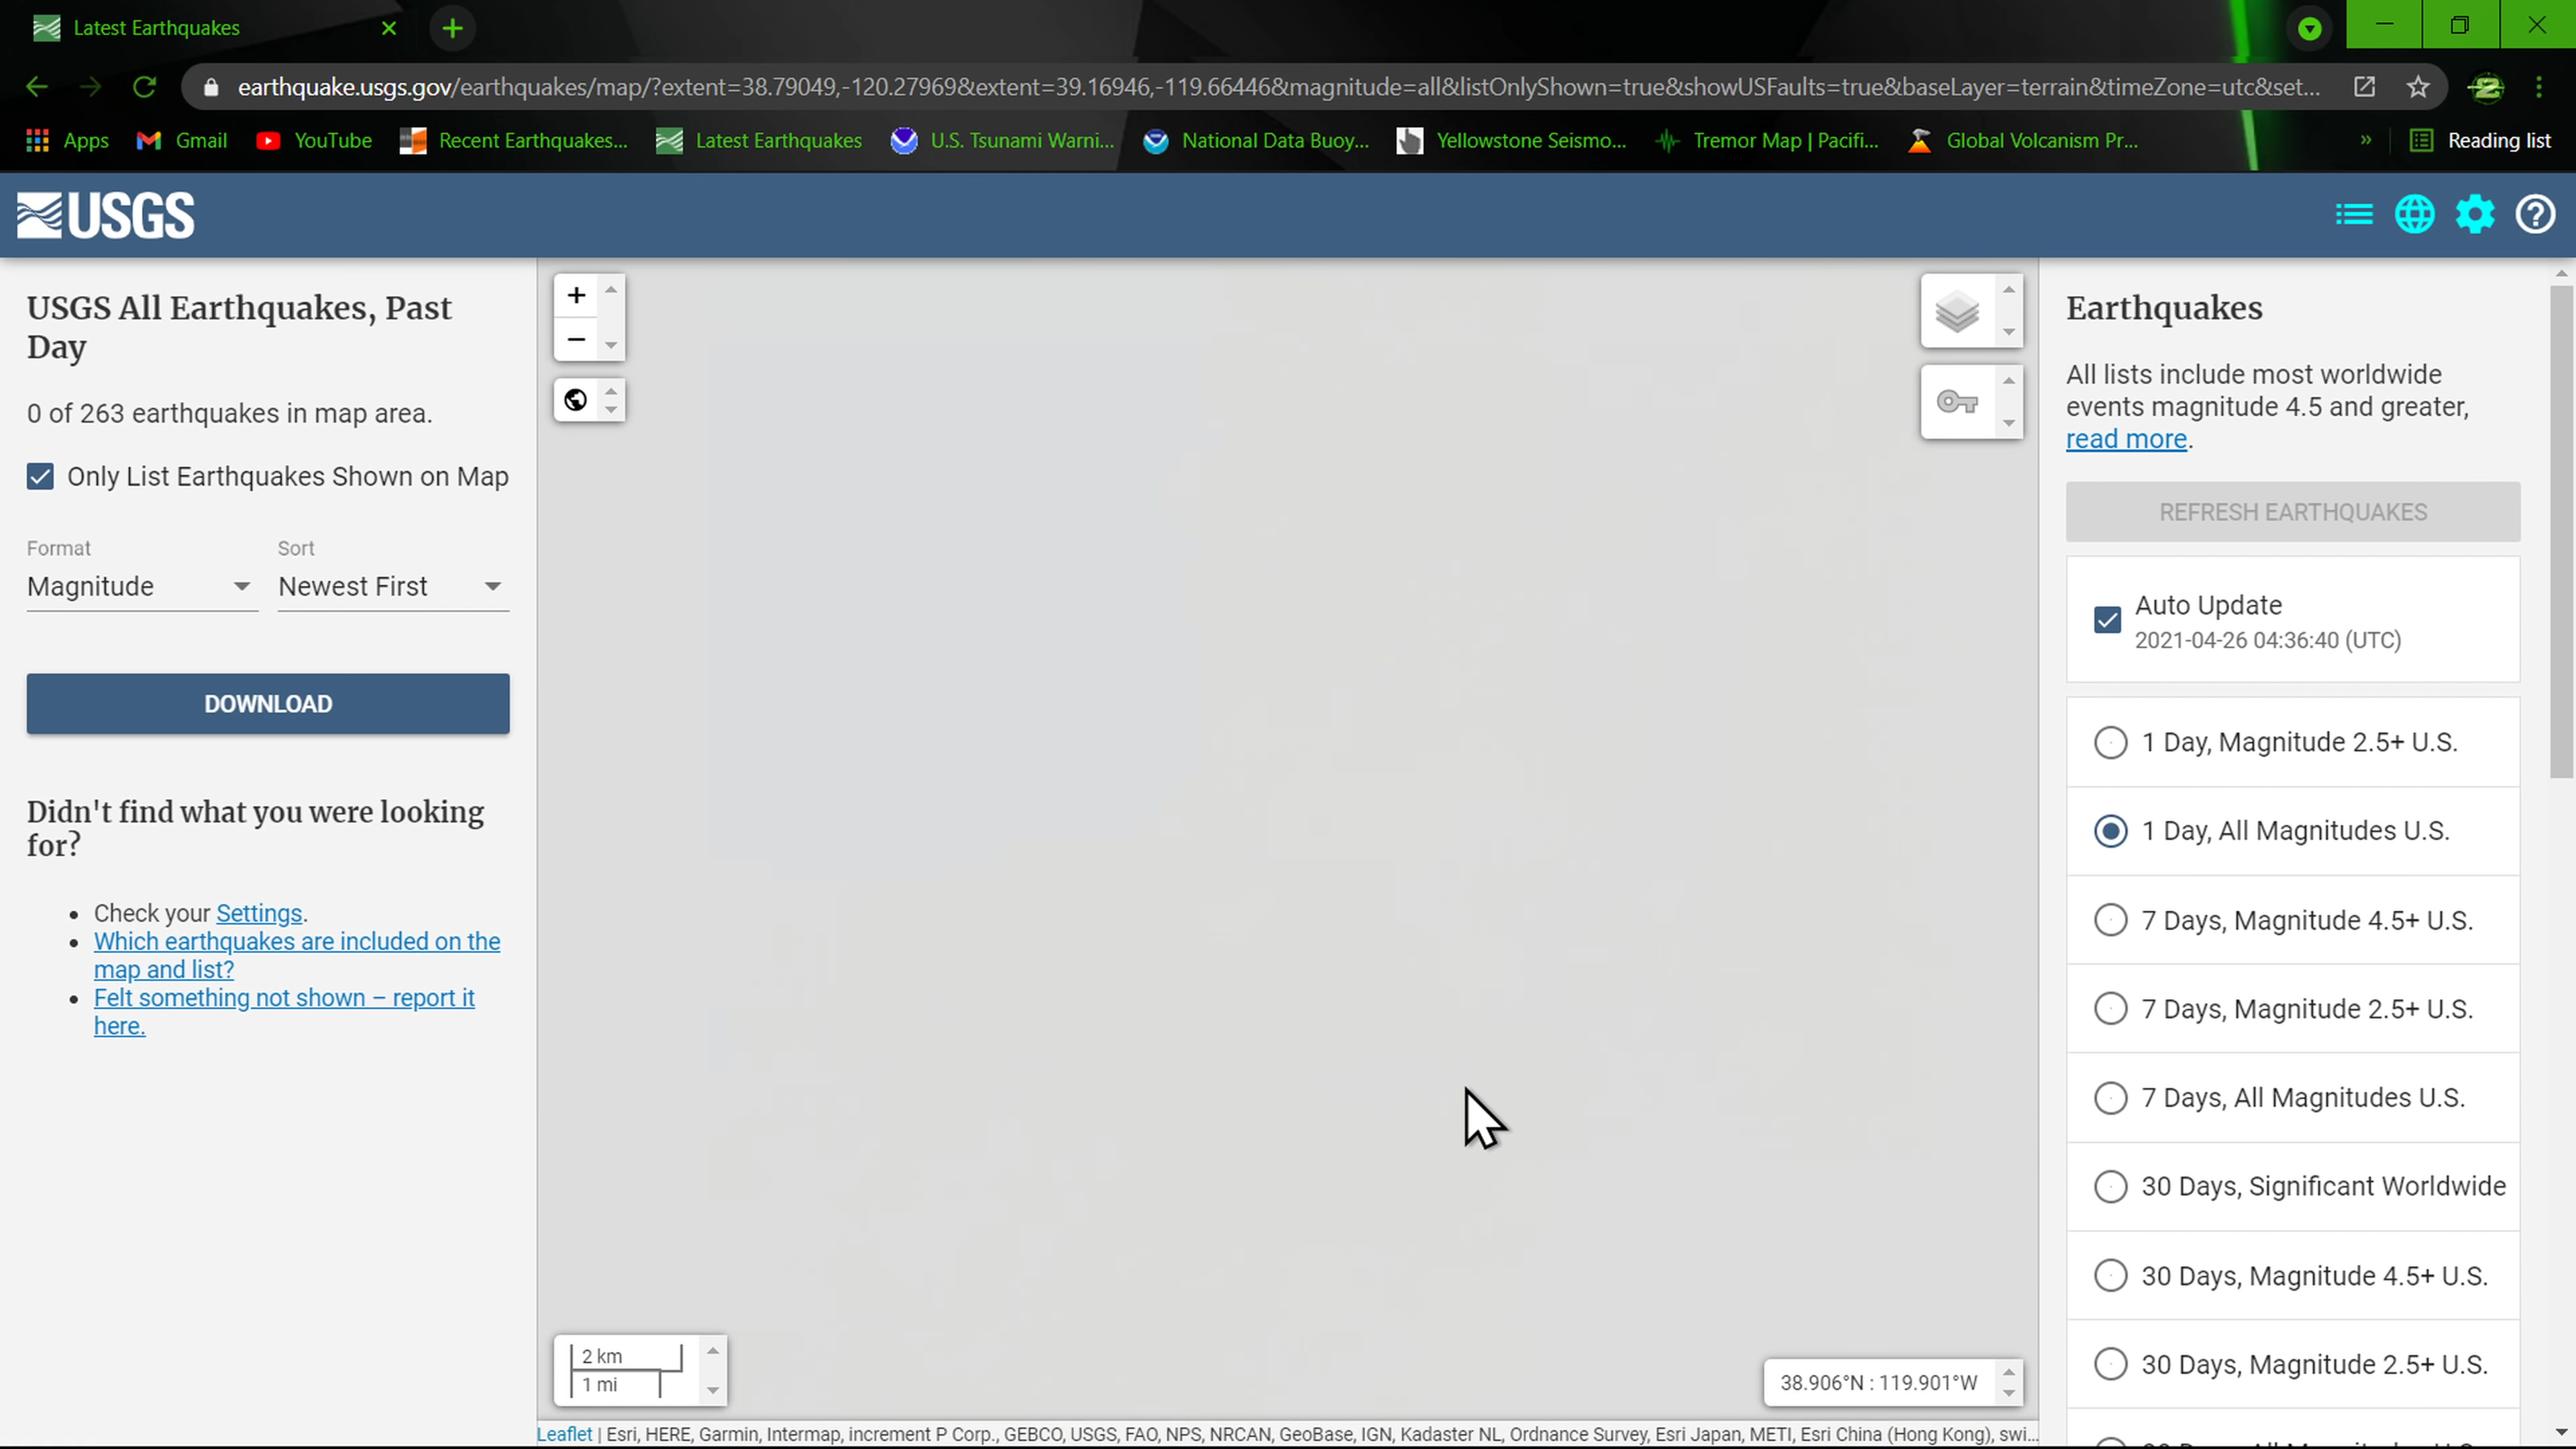 Latest Earthquakes
earthquake.usgs.gov/earthquakes/map/?extent=38.79049,-120.27969&extent=39.16946,-119.66446&magnitude=all&listOnlyShown=true&showUSFaults=true&baseLayer=terrain&timeZone=utc&set...
Apps Gmail YouTube Recent Earthquakes... Latest Earthquakes U.S. Tsunami Warni... National Data Buoy... Yellowstone Seismo... Tremor Map | Pacifi... Global Volcanism Pr... » Reading list
USGS
USGS All Earthquakes, Past
Day
0 of 263 earthquakes in map area.
Only List Earthquakes Shown on Map
Format Sort
Magnitude Newest First
DOWNLOAD
Didn't find what you were looking
for?
• Check your Settings.
• Which earthquakes are included on the
map and list?
• Felt something not shown – report it
here.
+
−
2 km
1 mi
38.906°N : 119.901°W
Leaflet | Esri, HERE, Garmin, Intermap, increment P Corp., GEBCO, USGS, FAO, NPS, NRCAN, GeoBase, IGN, Kadaster NL, Ordnance Survey, Esri Japan, METI, Esri China (Hong Kong), swi...
Earthquakes
All lists include most worldwide
events magnitude 4.5 and greater,
read more.
REFRESH EARTHQUAKES
Auto Update
2021-04-26 04:36:40 (UTC)
1 Day, Magnitude 2.5+ U.S.
1 Day, All Magnitudes U.S.
7 Days, Magnitude 4.5+ U.S.
7 Days, Magnitude 2.5+ U.S.
7 Days, All Magnitudes U.S.
30 Days, Significant Worldwide
30 Days, Magnitude 4.5+ U.S.
30 Days, Magnitude 2.5+ U.S.